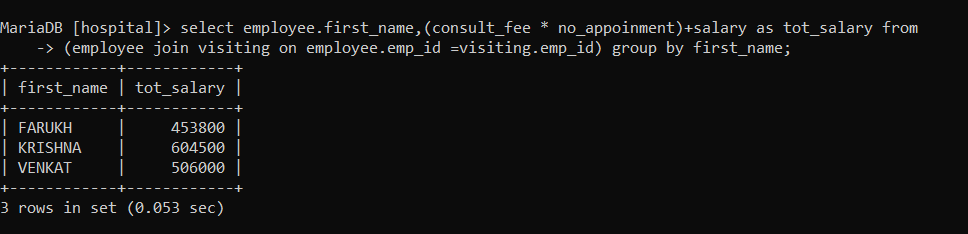 MariaDB [hospital]> select employee.first_name,(consult_fee * no_appoinment)+salary as tot_salary from
    -> (employee join visiting on employee.emp_id =visiting.emp_id) group by first_name;
+------------+------------+
| first_name | tot_salary |
+------------+------------+
| FARUKH     |     453800 |
| KRISHNA    |     604500 |
| VENKAT     |     506000 |
+------------+------------+
3 rows in set (0.053 sec)